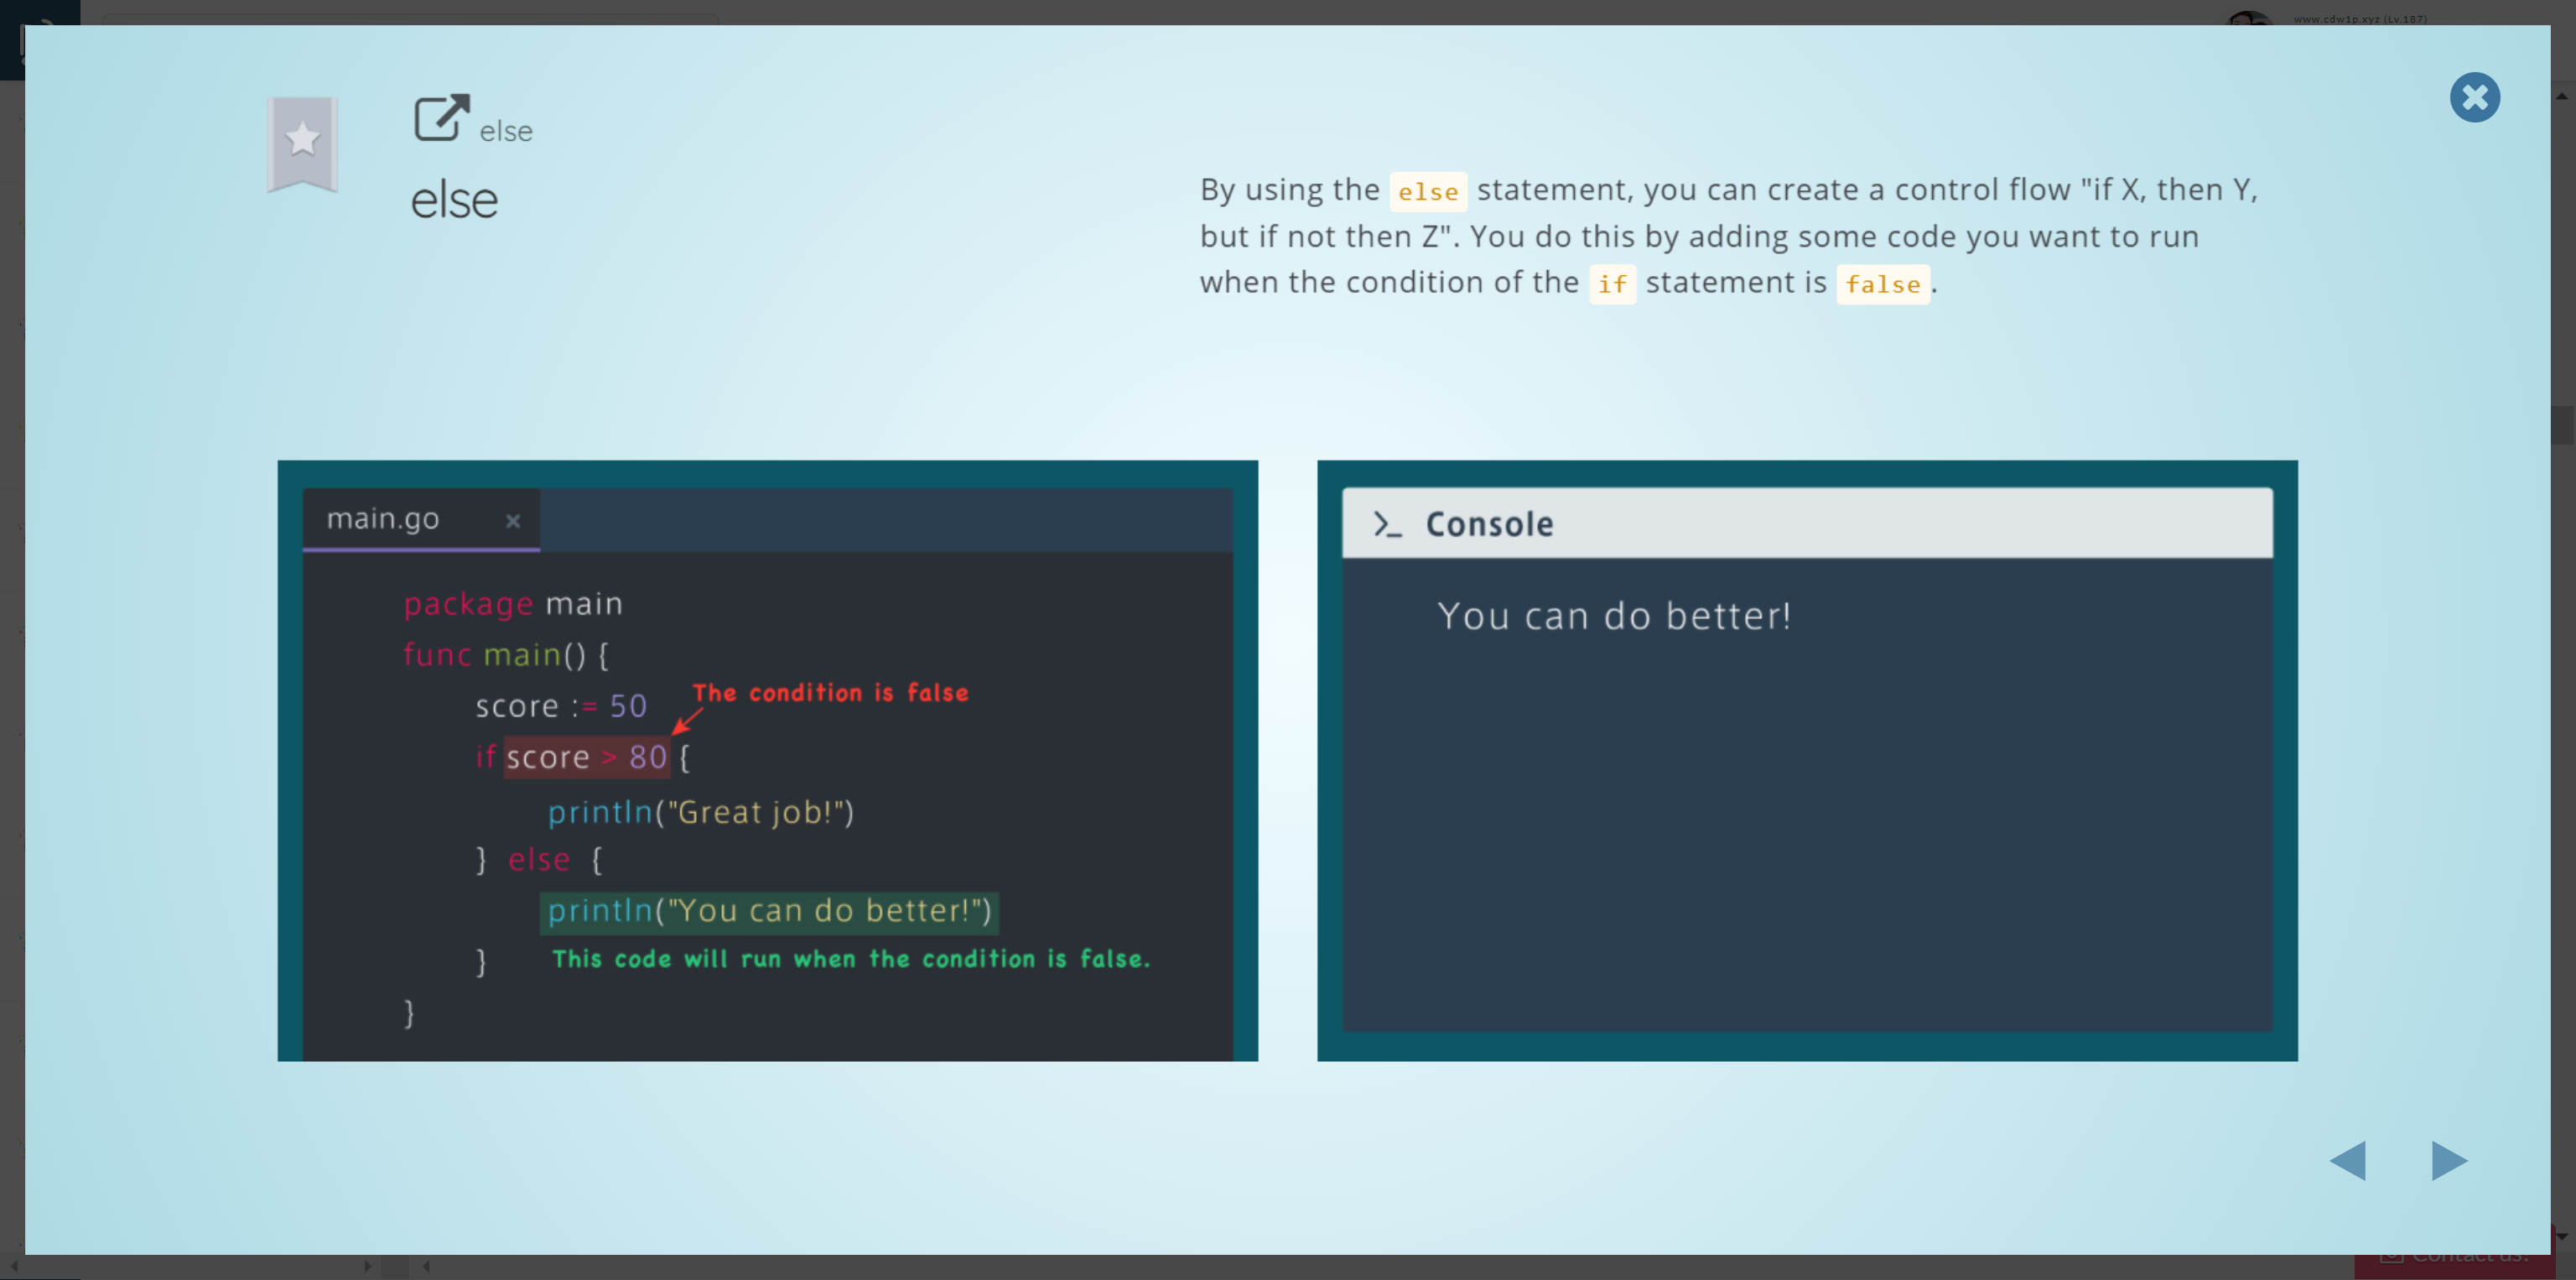 www.cdw1p.xyz (Lv.187)
else
else
By using the else statement, you can create a control flow "if X, then Y,
but if not then Z". You do this by adding some code you want to run
when the condition of the if statement is false.
main.go ×
package main
func main() {
The condition is false
score := 50
if score > 80 {
println("Great job!")
} else {
println("You can do better!")
} This code will run when the condition is false.
}
>_ Console
You can do better!
Contact us!